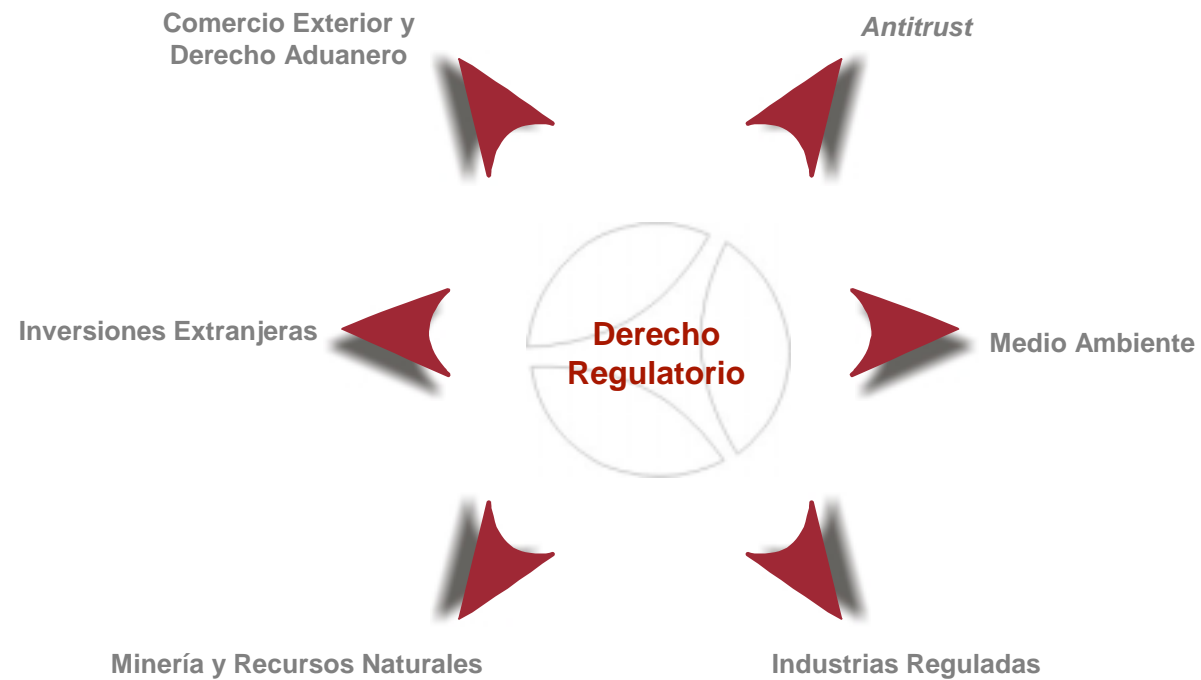 Comercio Exterior y
Derecho Aduanero
Antitrust
Inversiones Extranjeras
Derecho
Regulatorio
Medio Ambiente
Minería y Recursos Naturales
Industrias Reguladas